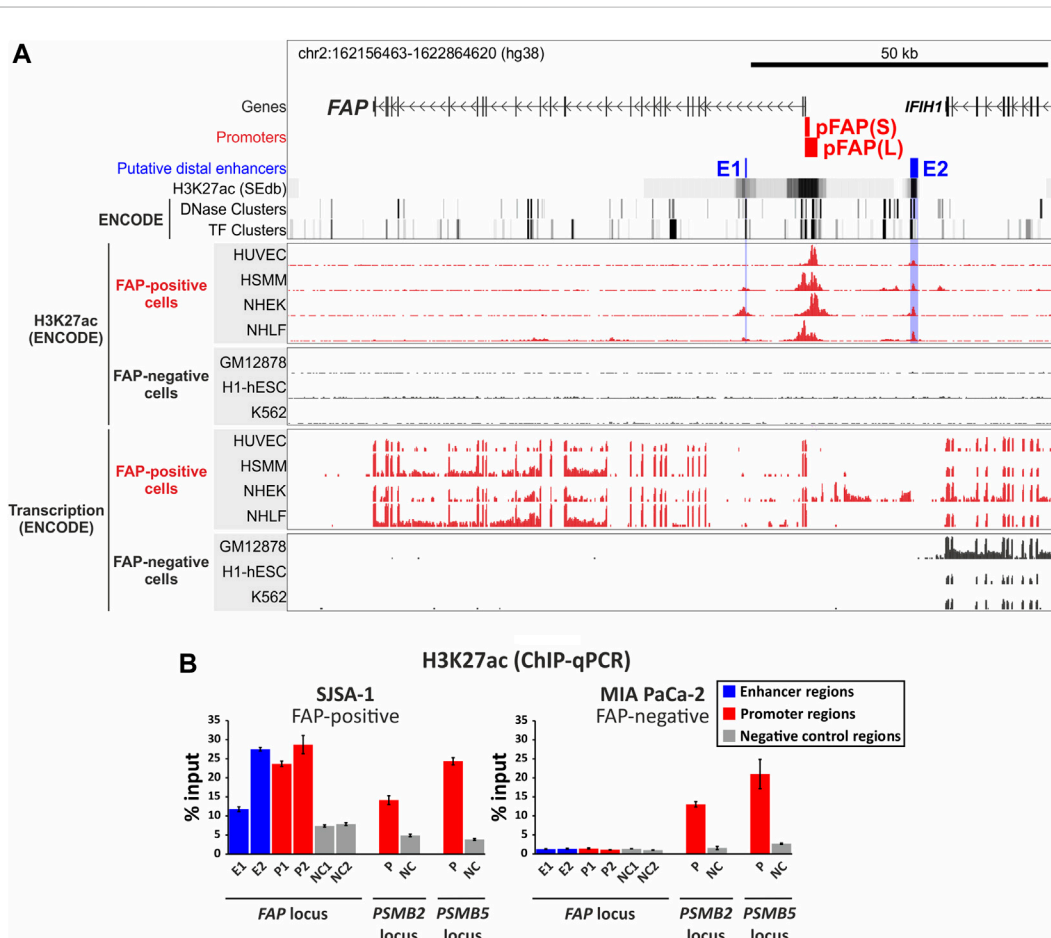 A
chr2:162156463-1622864620 (hg38)
50 kb
Genes
FAP
IFIH1
Promoters
pFAP(S)
pFAP(L)
Putative distal enhancers
E1
E2
H3K27ac (SEdb)
ENCODE
DNase Clusters
TF Clusters
H3K27ac
(ENCODE)
FAP-positive
cells
HUVEC
HSMM
NHEK
NHLF
FAP-negative
cells
GM12878
H1-hESC
K562
Transcription
(ENCODE)
FAP-positive
cells
HUVEC
HSMM
NHEK
NHLF
FAP-negative
cells
GM12878
H1-hESC
K562
B
H3K27ac (ChIP-qPCR)
SJSA-1
FAP-positive
% input
35
30
25
20
15
10
5
0
E1 E2 P1 P2 NC1 NC2 P NC P NC
FAP locus
PSMB2
locus
PSMB5
locus
MIA PaCa-2
FAP-negative
Enhancer regions
Promoter regions
Negative control regions
% input
35
30
25
20
15
10
5
0
E1 E2 P1 P2 NC1 NC2 P NC P NC
FAP locus
PSMB2
locus
PSMB5
locus